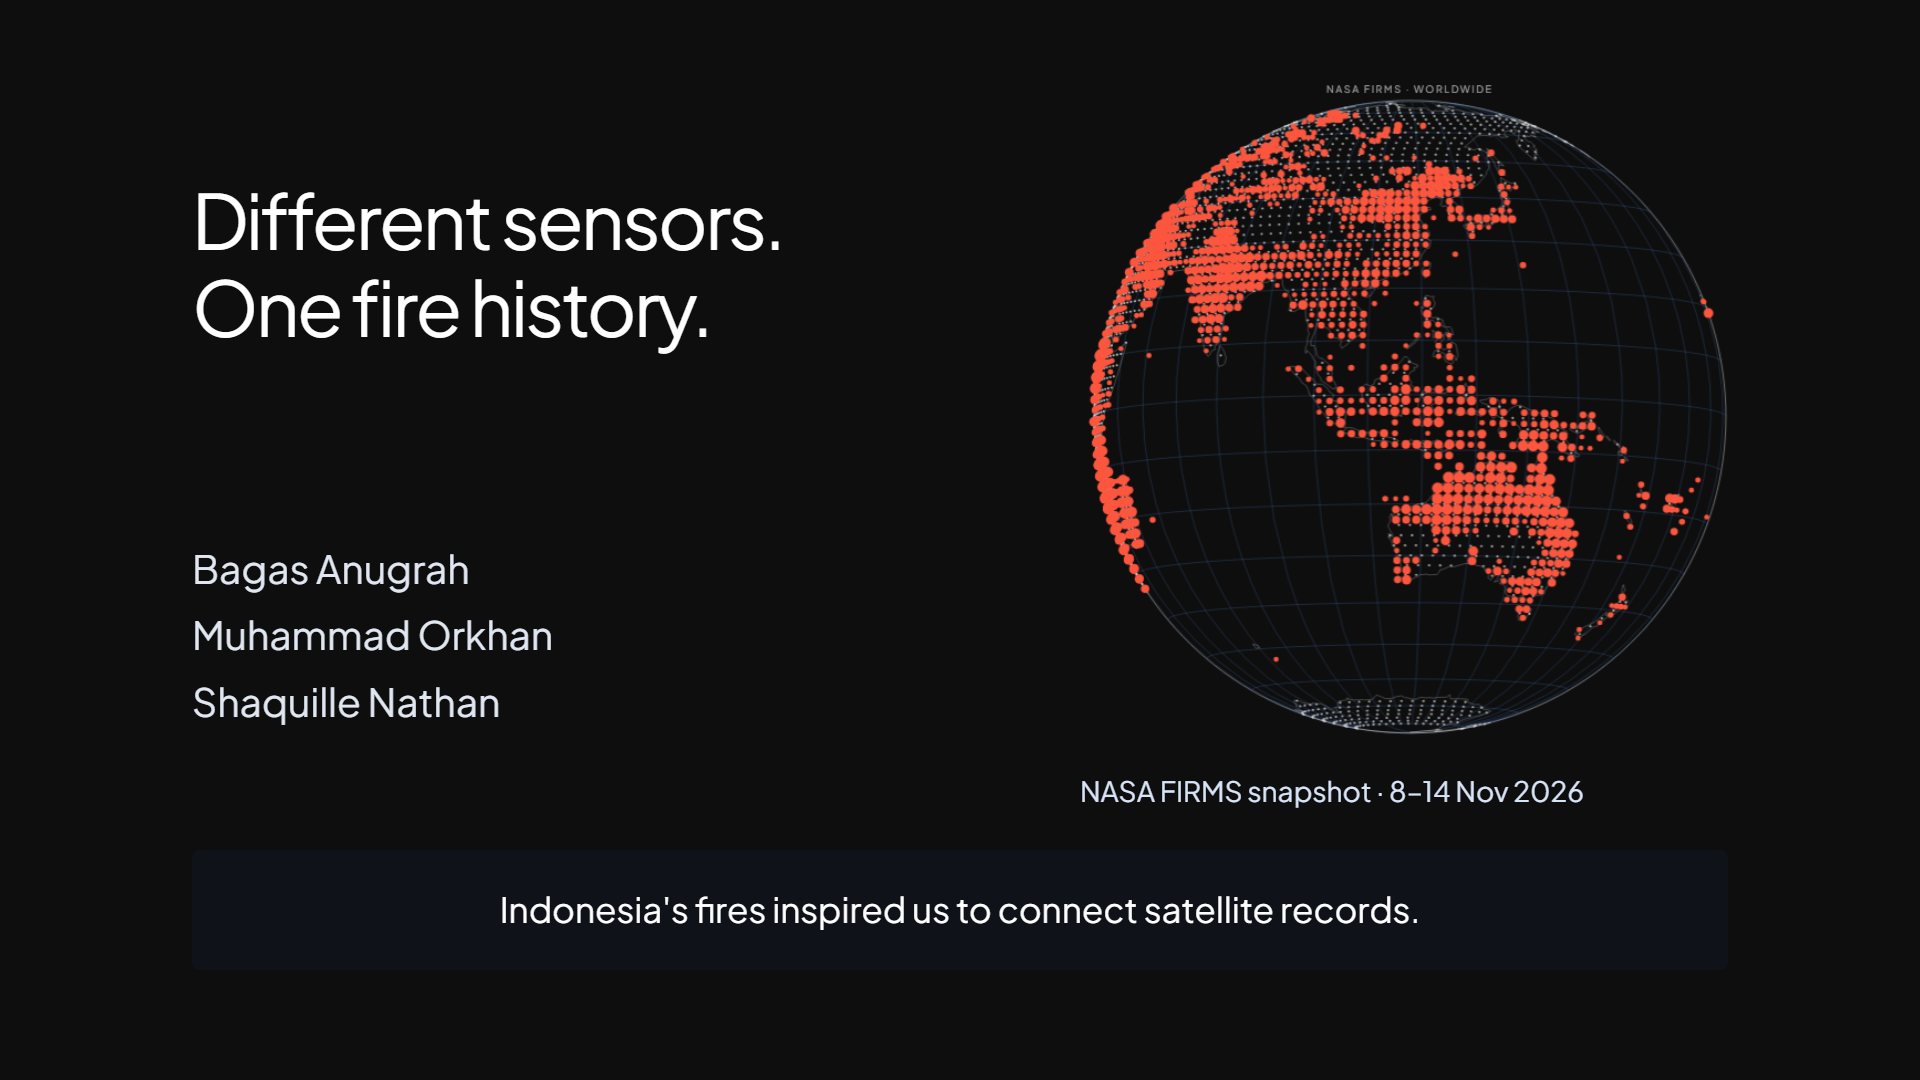 NASA FIRMS · WORLDWIDE
Different sensors.
One fire history.
Bagas Anugrah
Muhammad Orkhan
Shaquille Nathan
NASA FIRMS snapshot · 8–14 Nov 2026
Indonesia's fires inspired us to connect satellite records.